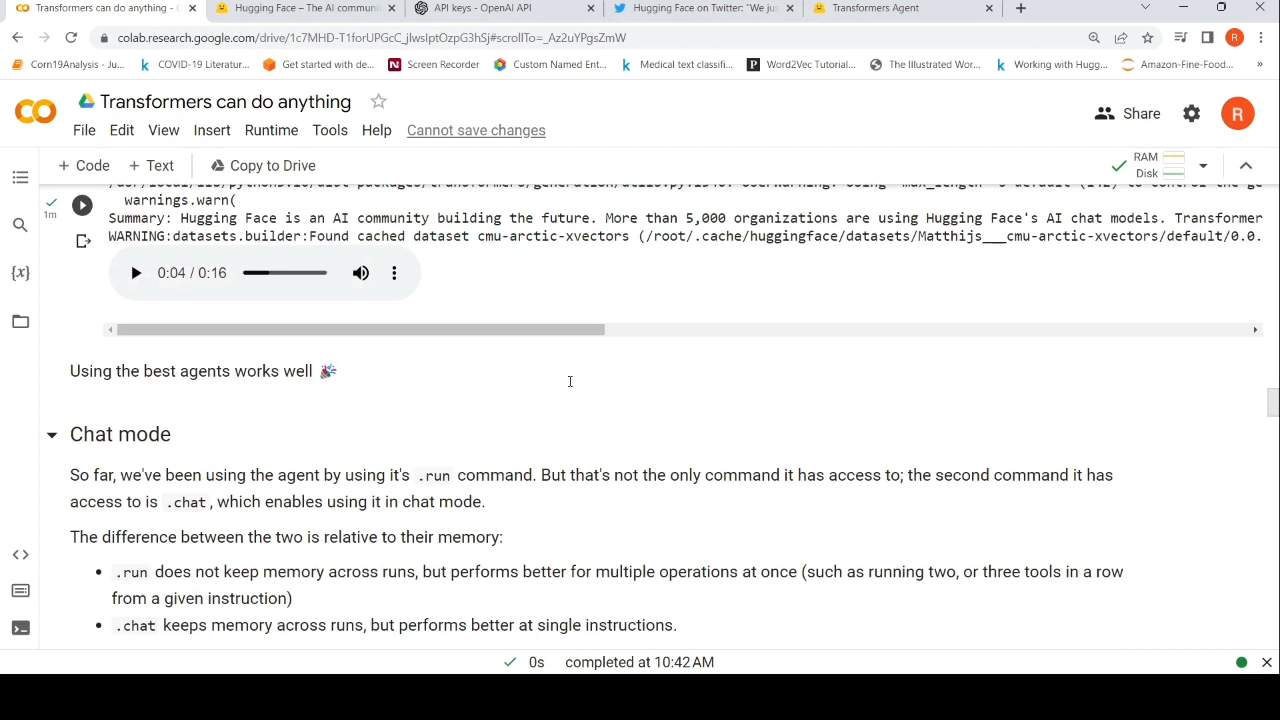 Transformers can do anything - C
Hugging Face – The AI communi
API keys - OpenAI API
Hugging Face on Twitter: "We jus
Transformers Agent
colab.research.google.com/drive/1c7MHD-T1forUPGcC_jlwslptOzpG3hSj#scrollTo=_Az2uYPgsZmW
R
Corn19Analysis - Ju...
COVID-19 Literatur...
Get started with de...
Screen Recorder
Custom Named Ent...
Medical text classifi...
Word2Vec Tutorial...
The Illustrated Wor...
Working with Hugg...
Amazon-Fine-Food...
»
Transformers can do anything
Share
R
File Edit View Insert Runtime Tools Help Cannot save changes
+ Code + Text Copy to Drive
RAM
Disk
warnings.warn(
1m
Summary: Hugging Face is an AI community building the future. More than 5,000 organizations are using Hugging Face's AI chat models. Transformer
WARNING:datasets.builder:Found cached dataset cmu-arctic-xvectors (/root/.cache/huggingface/datasets/Matthijs___cmu-arctic-xvectors/default/0.0.
0:04 / 0:16
Using the best agents works well 🎉
Chat mode
So far, we've been using the agent by using it's .run command. But that's not the only command it has access to; the second command it has
access to is .chat, which enables using it in chat mode.
The difference between the two is relative to their memory:
• .run does not keep memory across runs, but performs better for multiple operations at once (such as running two, or three tools in a row
from a given instruction)
• .chat keeps memory across runs, but performs better at single instructions.
0s completed at 10:42 AM